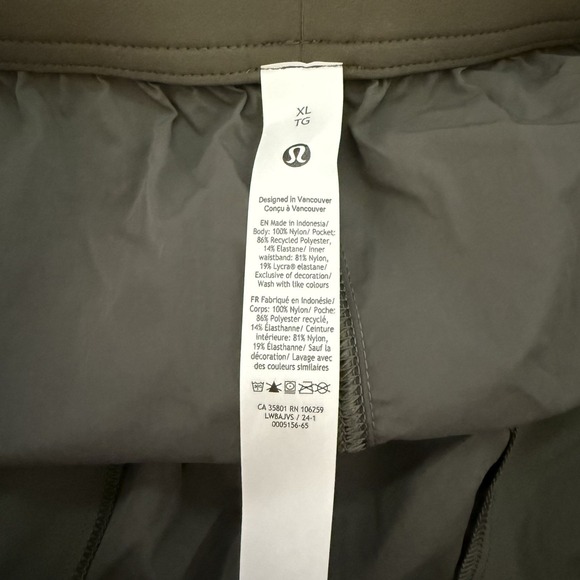 XL
TG
Designed in Vancouver
Conçu à Vancouver
EN Made in Indonesia/
Body: 100% Nylon/ Pocket:
86% Recycled Polyester,
14% Elastane/ Inner
waistband: 81% Nylon,
19% Lycra® elastane/
Exclusive of decoration/
Wash with like colours
FR Fabriqué en Indonésie/
Corps: 100% Nylon/ Poche:
86% Polyester recyclé,
14% Élasthanne/ Ceinture
intérieure: 81% Nylon,
19% Élasthanne/ Sauf la
décoration/ Lavage avec
des couleurs similaires
CA 35801 RN 106259
LWBAJVS / 24-1
0005156-65